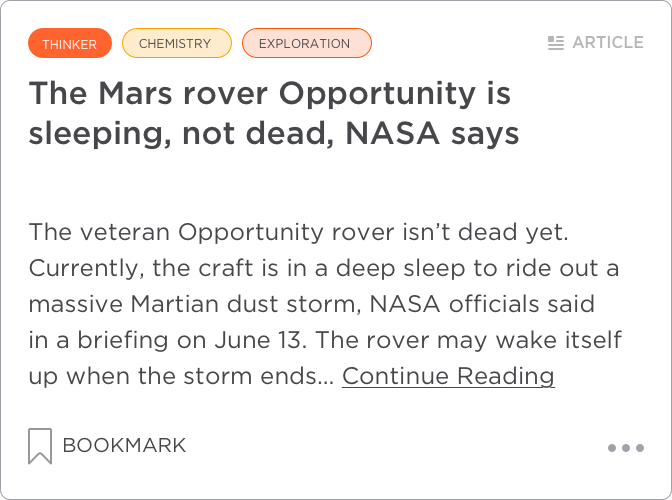 THINKER CHEMISTRY EXPLORATION ARTICLE
The Mars rover Opportunity is
sleeping, not dead, NASA says
The veteran Opportunity rover isn’t dead yet.
Currently, the craft is in a deep sleep to ride out a
massive Martian dust storm, NASA officials said
in a briefing on June 13. The rover may wake itself
up when the storm ends... Continue Reading
BOOKMARK